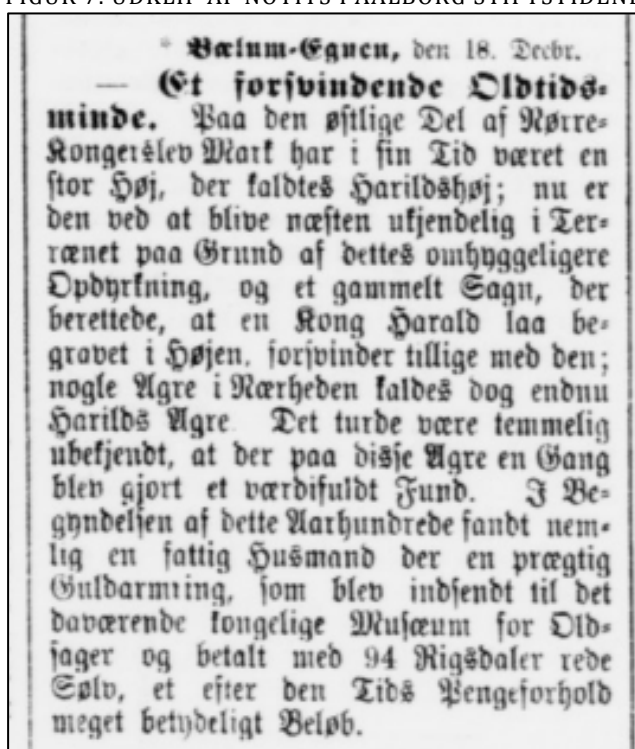 FIGUR 7. UDKLIP AF NOTITS I AALBORG STIFTSTIDENDE
* Bælum-Egnen, den 18. Decbr.
— Et forsvindende Oldtids-
minde. Paa den østlige Del af Nørre-
Kongerslev Mark har i sin Tid været en
stor Høj, der kaldtes Harildshøj; nu er
den ved at blive næsten ukjendelig i Ter-
rænet paa Grund af dettes omhyggeligere
Opdyrkning, og et gammelt Sagn, der
berettede, at en Kong Harald laa be-
gravet i Højen, forsvinder tillige med den;
nogle Agre i Nærheden kaldes dog endnu
Harilds Agre. Det turde være temmelig
ubekjendt, at der paa disse Agre en Gang
blev gjort et værdifuldt Fund. I Be-
gyndelsen af dette Aarhundrede fandt nem-
lig en fattig Husmand der en prægtig
Guldarmring, som blev indsendt til det
daværende kongelige Musæum for Old-
sager og betalt med 94 Rigsdaler rede
Sølv, et efter den Tids Pengeforhold
meget betydeligt Beløb.